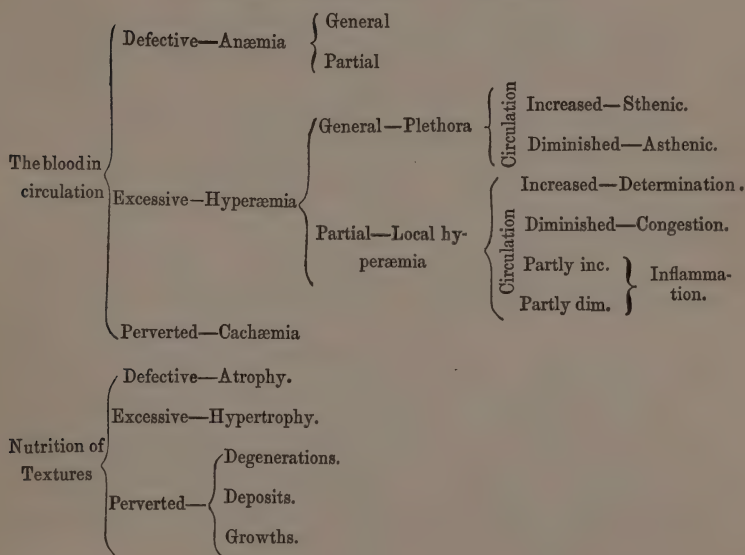 General
Defective—Anæmia
Partial
Increased—Sthenic.
General—Plethora
Circulation
Diminished—Asthenic.
The blood in
circulation
Excessive—Hyperæmia
Increased—Determination.
Partial—Local hy-
peræmia
Circulation
Diminished—Congestion.
Partly inc.
Partly dim.
Inflamma-
tion.
Perverted—Cachæmia
Defective—Atrophy.
Excessive—Hypertrophy.
Nutrition of
Textures
Degenerations.
Perverted—
Deposits.
Growths.